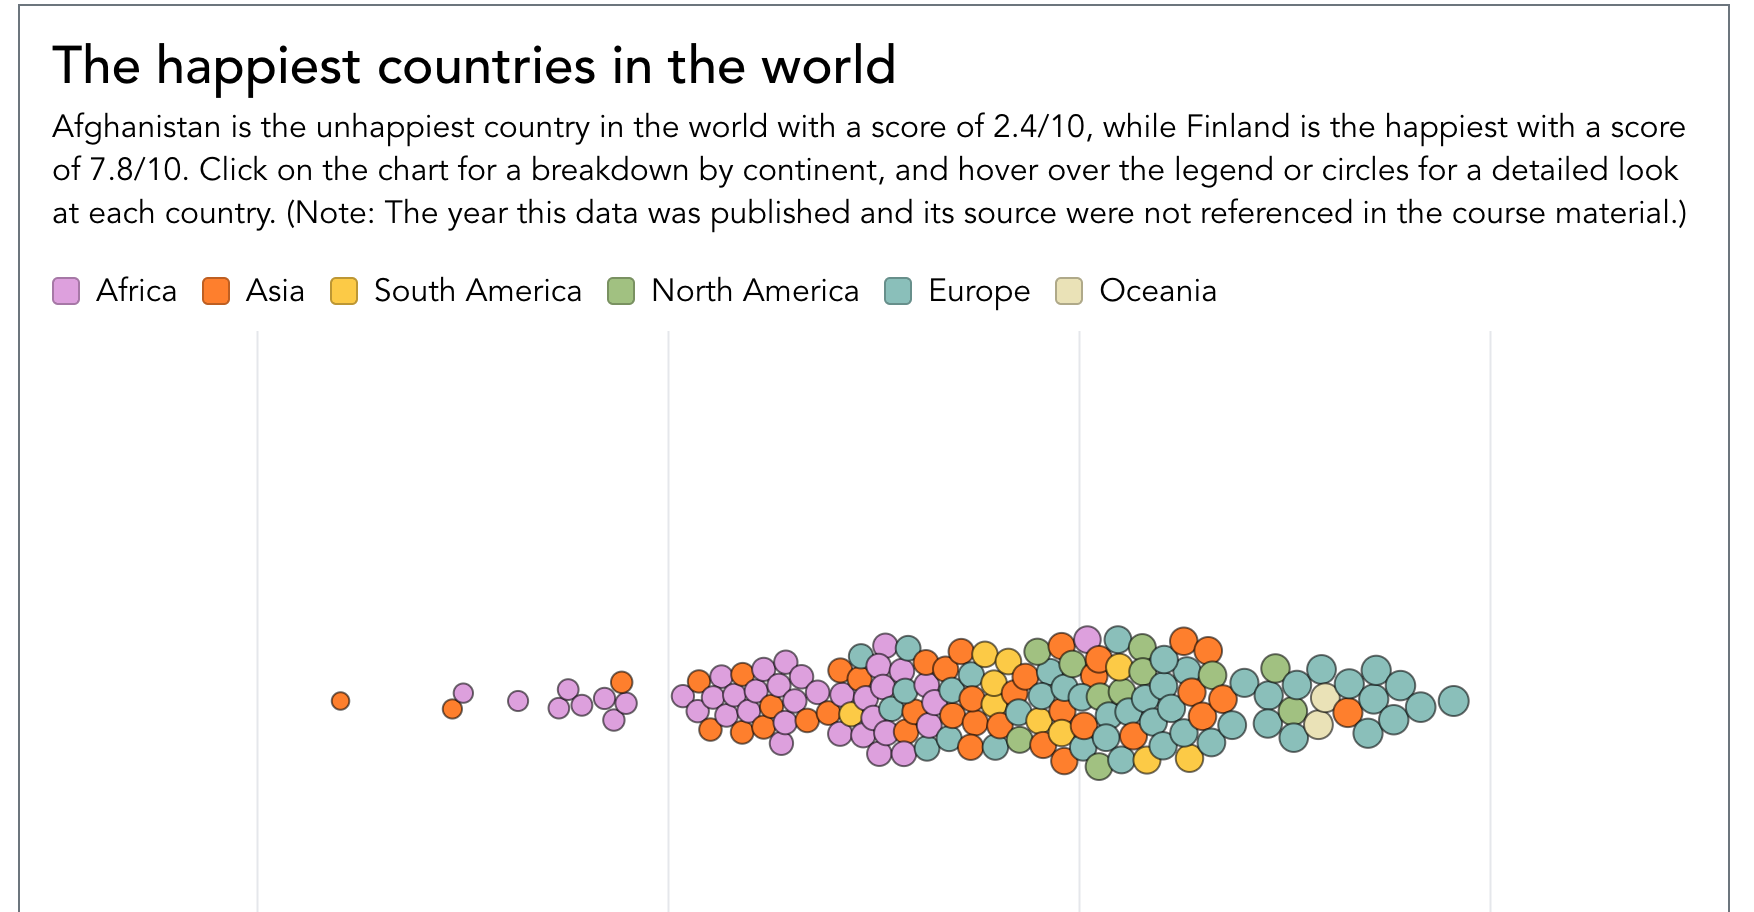 The happiest countries in the world
Afghanistan is the unhappiest country in the world with a score of 2.4/10, while Finland is the happiest with a score
of 7.8/10. Click on the chart for a breakdown by continent, and hover over the legend or circles for a detailed look
at each country. (Note: The year this data was published and its source were not referenced in the course material.)
Africa Asia South America North America Europe Oceania